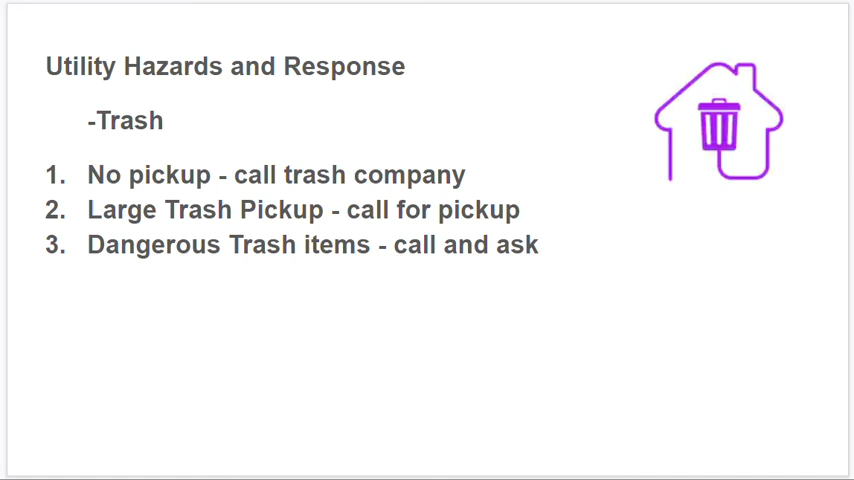 Utility Hazards and Response
-Trash
1. No pickup - call trash company
2. Large Trash Pickup - call for pickup
3. Dangerous Trash items - call and ask